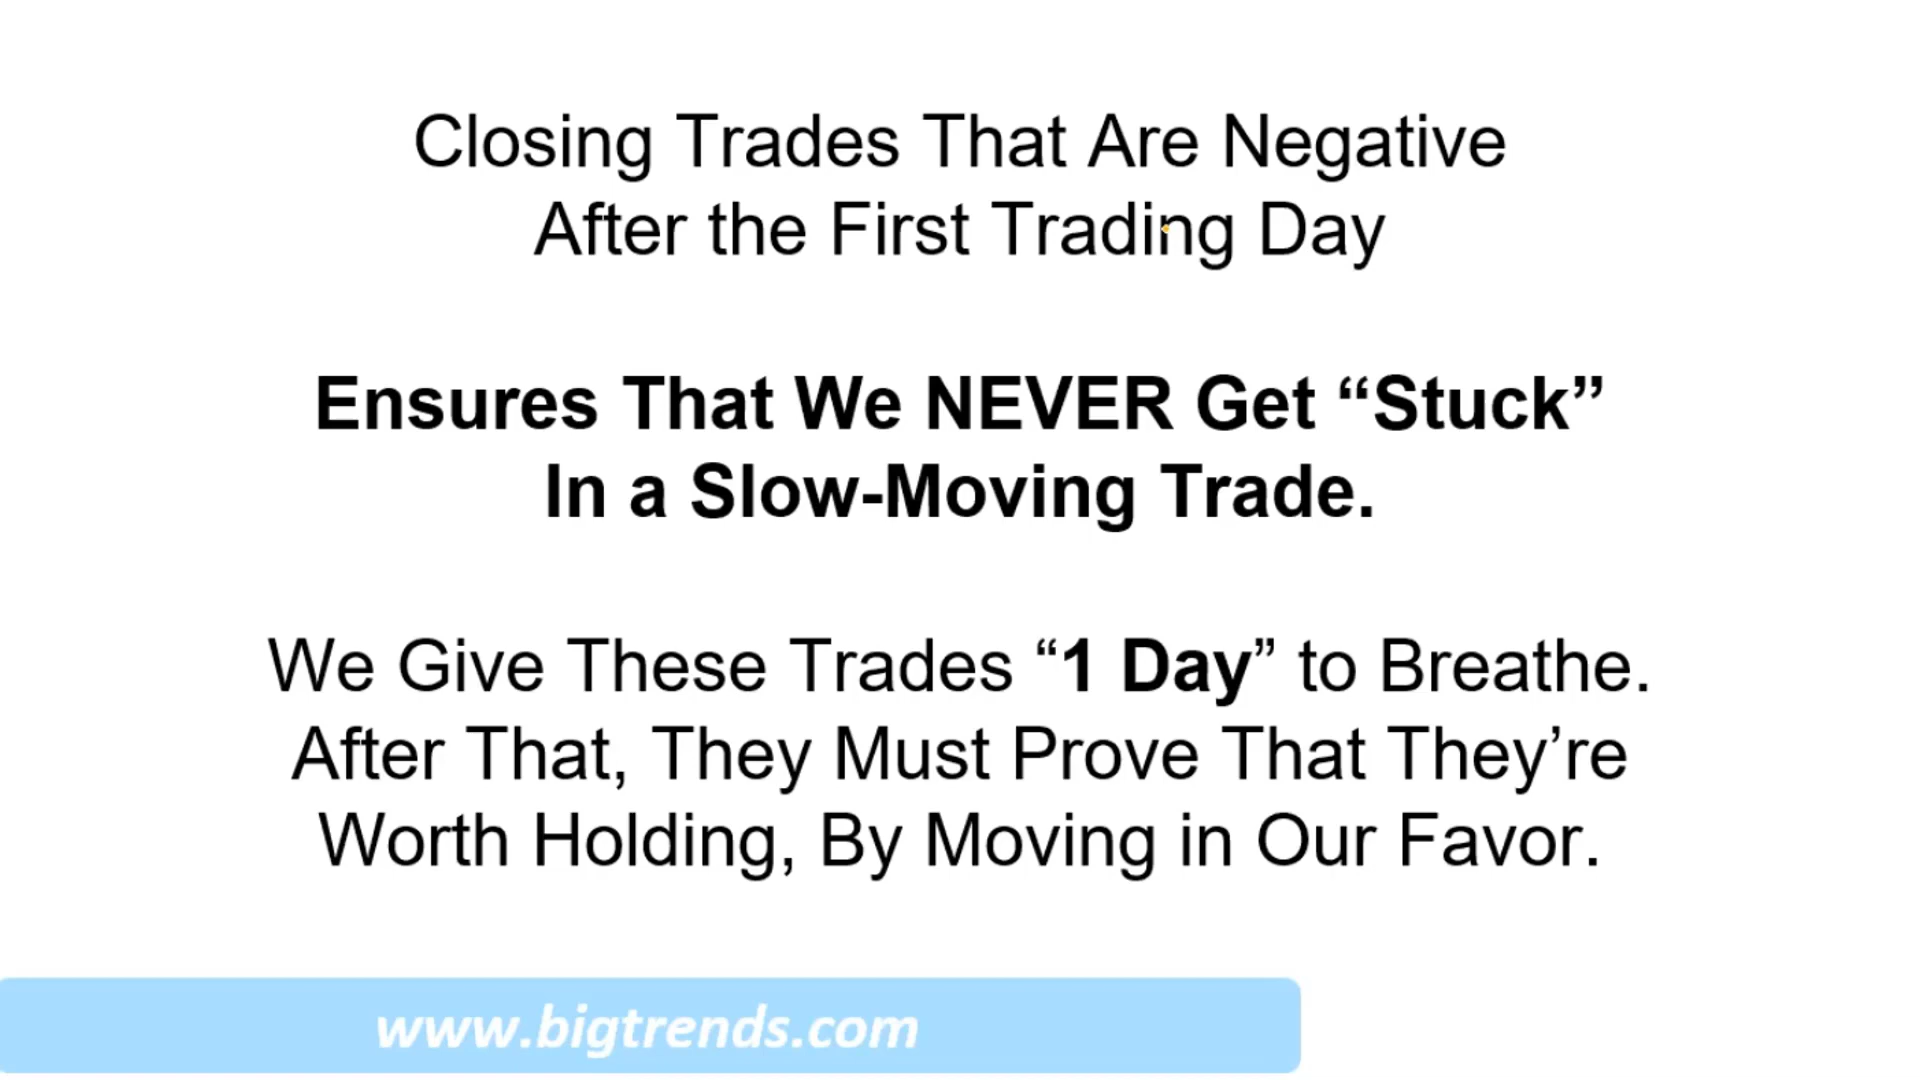 Closing Trades That Are Negative
After the First Trading Day
Ensures That We NEVER Get “Stuck”
In a Slow-Moving Trade.
We Give These Trades “1 Day” to Breathe.
After That, They Must Prove That They’re
Worth Holding, By Moving in Our Favor.
www.bigtrends.com